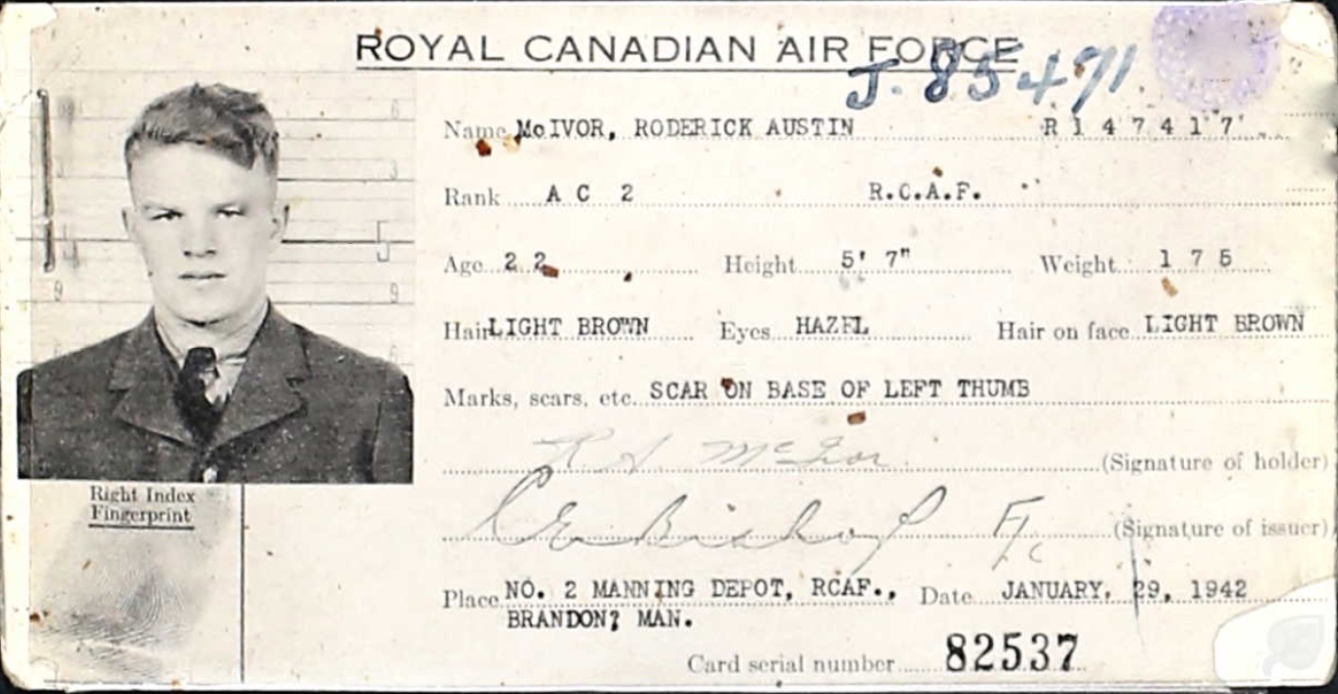 ROYAL CANADIAN AIR FORCE
J.85471
Name McIVOR, RODERICK AUSTIN R147417
Rank AC 2 R.C.A.F.
Age 22 Height 5' 7" Weight 175
Hair LIGHT BROWN Eyes HAZEL Hair on face LIGHT BROWN
Marks, scars, etc. SCAR ON BASE OF LEFT THUMB
R. A. McIvor (Signature of holder)
Right Index
Fingerprint
Bishop F/ (Signature of issuer)
Place NO. 2 MANNING DEPOT, RCAF., Date JANUARY, 29, 1942
BRANDON, MAN.
Card serial number 82537